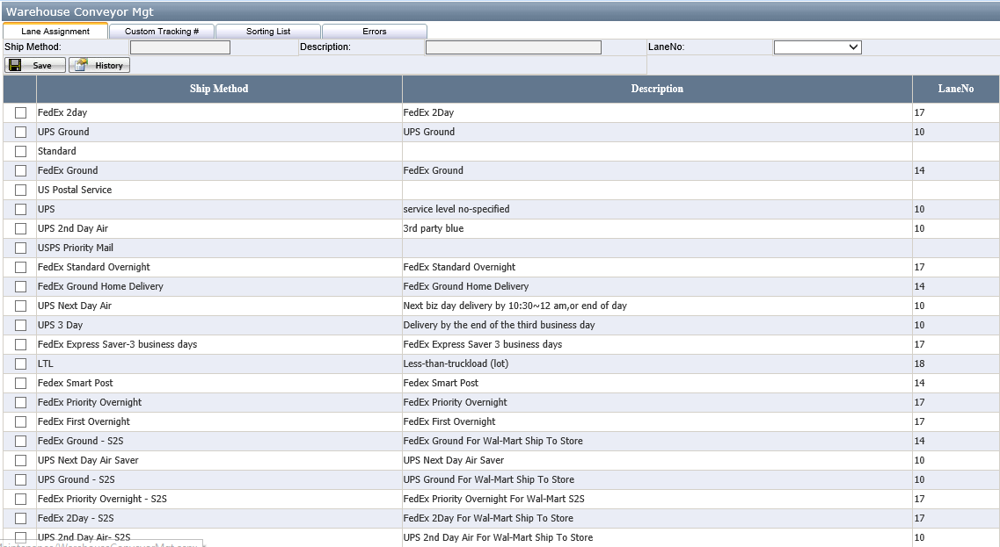 Warehouse Conveyor Mgt
Lane Assignment Custom Tracking # Sorting List Errors
Ship Method: Description: LaneNo:
Save History
Ship Method Description LaneNo
FedEx 2day FedEx 2Day 17
UPS Ground UPS Ground 10
Standard
FedEx Ground FedEx Ground 14
US Postal Service
UPS service level no-specified 10
UPS 2nd Day Air 3rd party blue 10
USPS Priority Mail
FedEx Standard Overnight FedEx Standard Overnight 17
FedEx Ground Home Delivery FedEx Ground Home Delivery 14
UPS Next Day Air Next biz day delivery by 10:30~12 am,or end of day 10
UPS 3 Day Delivery by the end of the third business day 10
FedEx Express Saver-3 business days FedEx Express Saver 3 business days 17
LTL Less-than-truckload (lot) 18
Fedex Smart Post Fedex Smart Post 14
FedEx Priority Overnight FedEx Priority Overnight 17
FedEx First Overnight FedEx First Overnight 17
FedEx Ground - S2S FedEx Ground For Wal-Mart Ship To Store 14
UPS Next Day Air Saver UPS Next Day Air Saver 10
UPS Ground - S2S UPS Ground For Wal-Mart Ship To Store 10
FedEx Priority Overnight - S2S FedEx Priority Overnight For Wal-Mart S2S 17
FedEx 2Day - S2S FedEx 2Day For Wal-Mart Ship To Store 17
UPS 2nd Day Air- S2S UPS 2nd Day Air For Wal-Mart Ship To Store 10